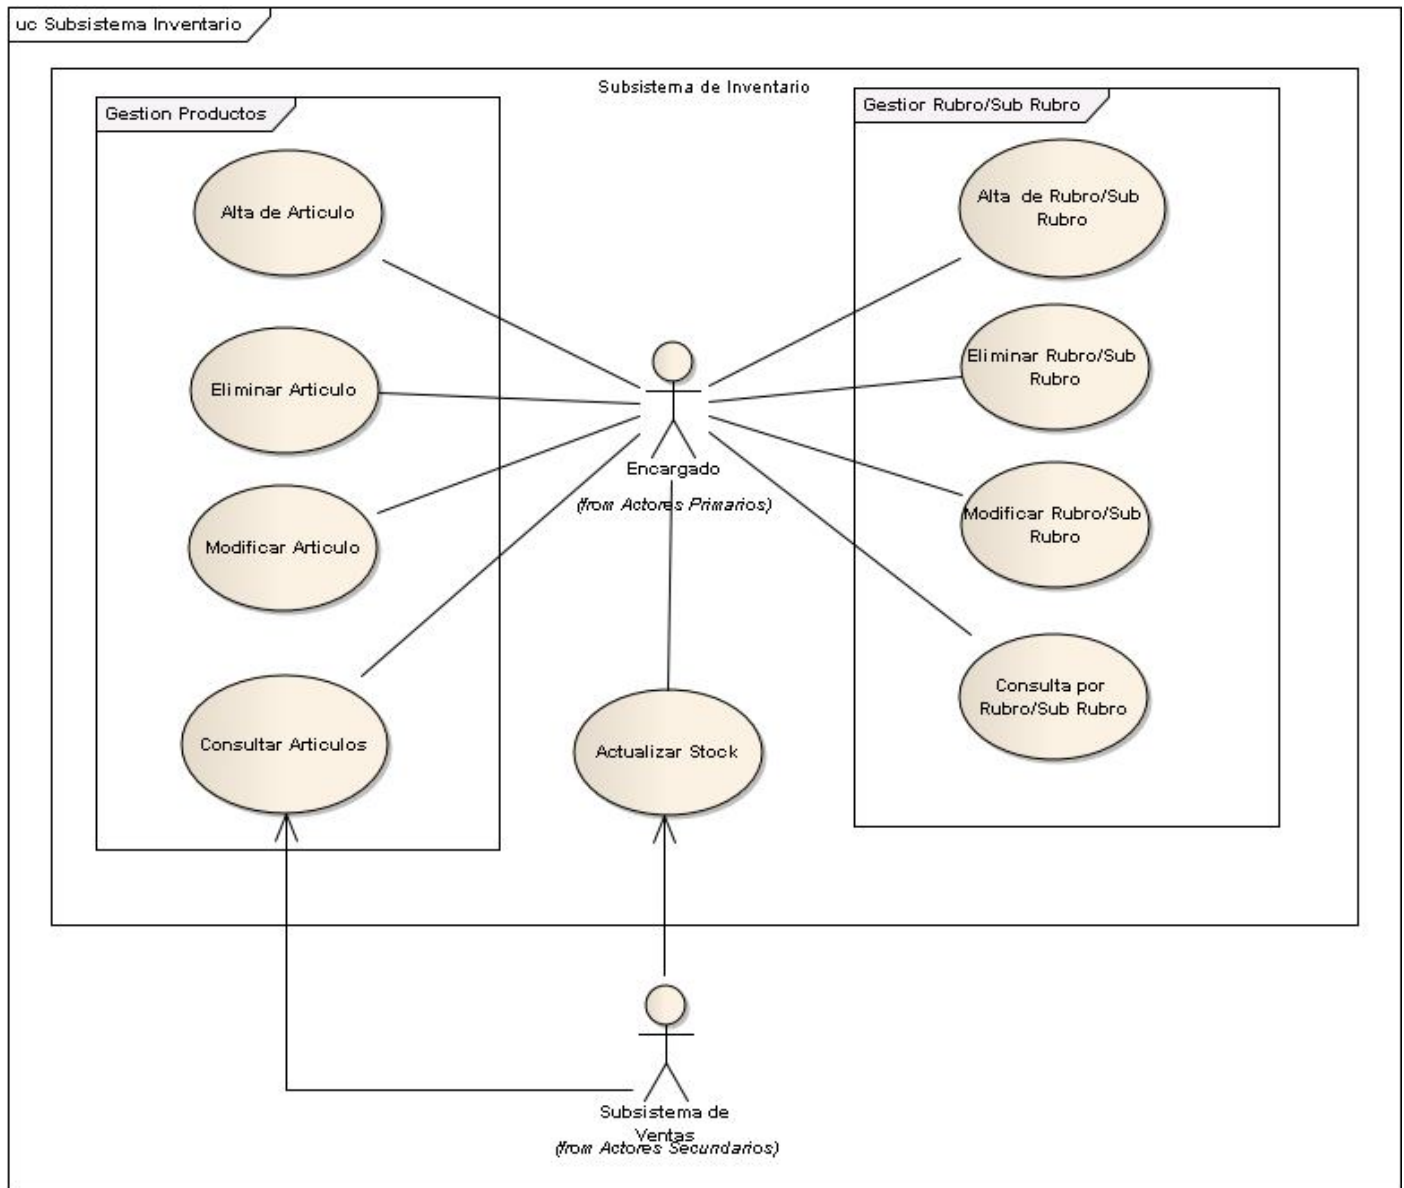 uc Subsistema Inventario
Subsistema de Inventario
Gestion Productos
Alta de Articulo
Eliminar Articulo
Modificar Articulo
Consultar Articulos
Encargado
(from Actores Primarios)
Actualizar Stock
Gestior Rubro/Sub Rubro
Alta de Rubro/Sub
Rubro
Eliminar Rubro/Sub
Rubro
Modificar Rubro/Sub
Rubro
Consulta por
Rubro/Sub Rubro
Subsistema de
Ventas
(from Actores Secundarios)